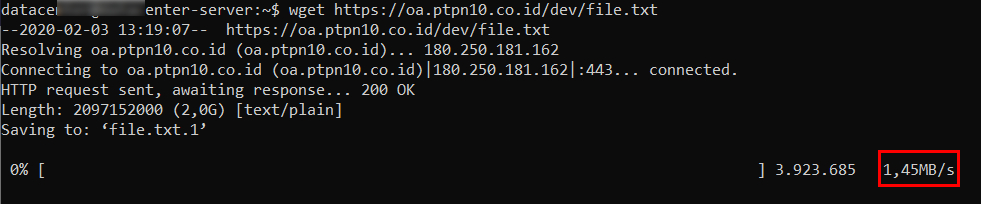 datacen enter-server:~$ wget https://oa.ptpn10.co.id/dev/file.txt
--2020-02-03 13:19:07--  https://oa.ptpn10.co.id/dev/file.txt
Resolving oa.ptpn10.co.id (oa.ptpn10.co.id)... 180.250.181.162
Connecting to oa.ptpn10.co.id (oa.ptpn10.co.id)|180.250.181.162|:443... connected.
HTTP request sent, awaiting response... 200 OK
Length: 2097152000 (2,0G) [text/plain]
Saving to: ‘file.txt.1’
0% [ ] 3.923.685 1,45MB/s